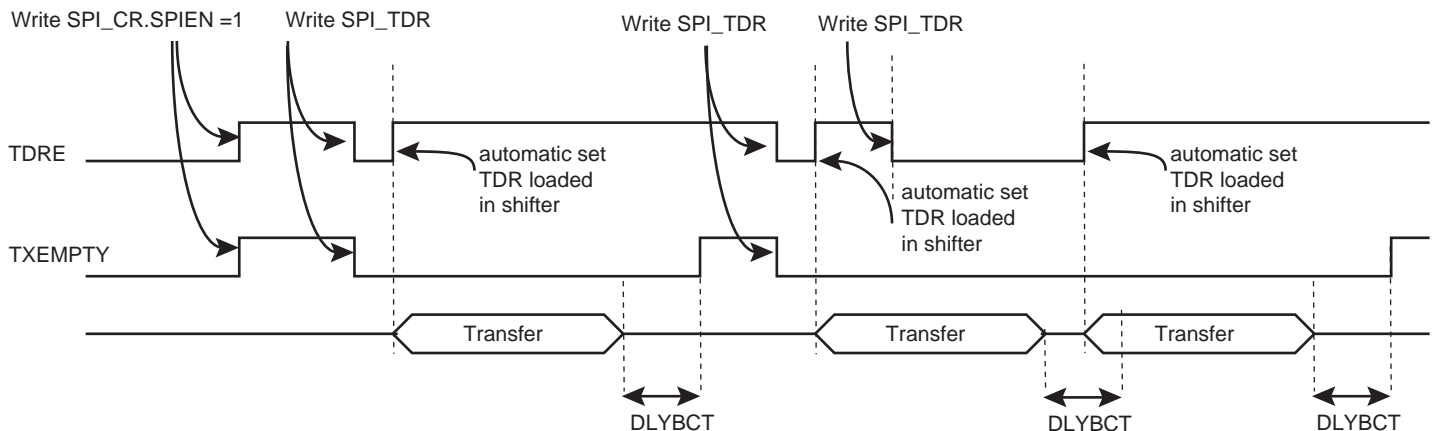 Write SPI_CR.SPIEN =1
Write SPI_TDR
Write SPI_TDR
Write SPI_TDR
TDRE
automatic set
TDR loaded
in shifter
automatic set
TDR loaded
in shifter
automatic set
TDR loaded
in shifter
TXEMPTY
Transfer
Transfer
Transfer
DLYBCT
DLYBCT
DLYBCT